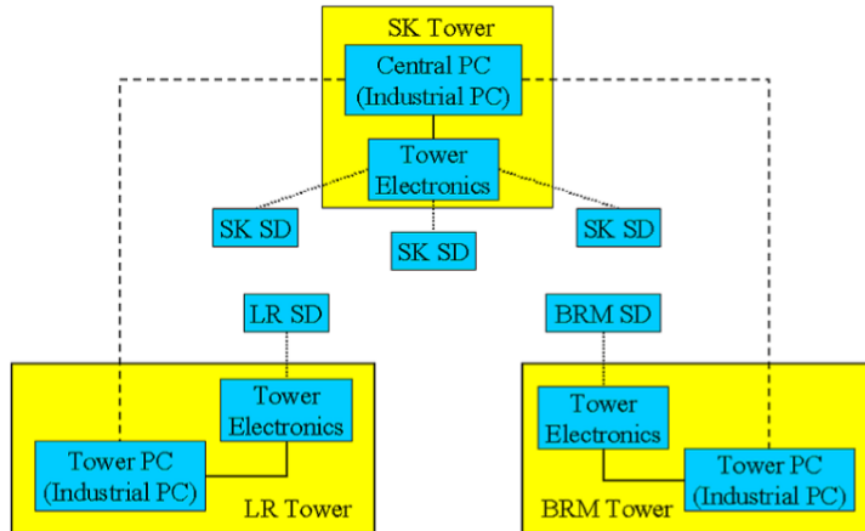 SK Tower
Central PC
(Industrial PC)
Tower
Electronics
SK SD
SK SD
SK SD
LR SD
BRM SD
Tower
Electronics
Tower PC
(Industrial PC)
LR Tower
Tower
Electronics
Tower PC
(Industrial PC)
BRM Tower